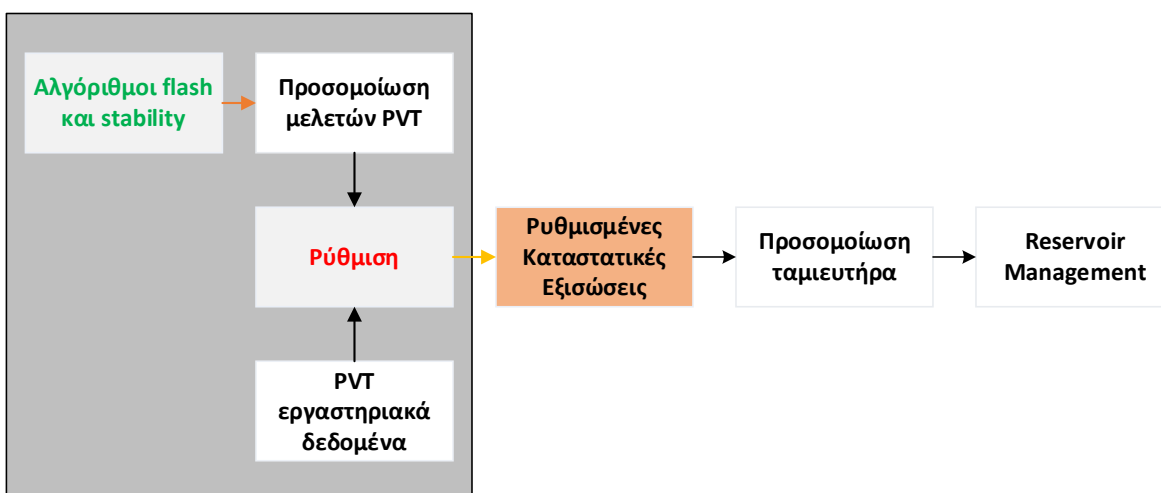 Αλγόριθμοι flash
και stability
Προσομοίωση
μελετών PVT
Ρύθμιση
PVT
εργαστηριακά
δεδομένα
Ρυθμισμένες
Καταστατικές
Εξισώσεις
Προσομοίωση
ταμιευτήρα
Reservoir
Management